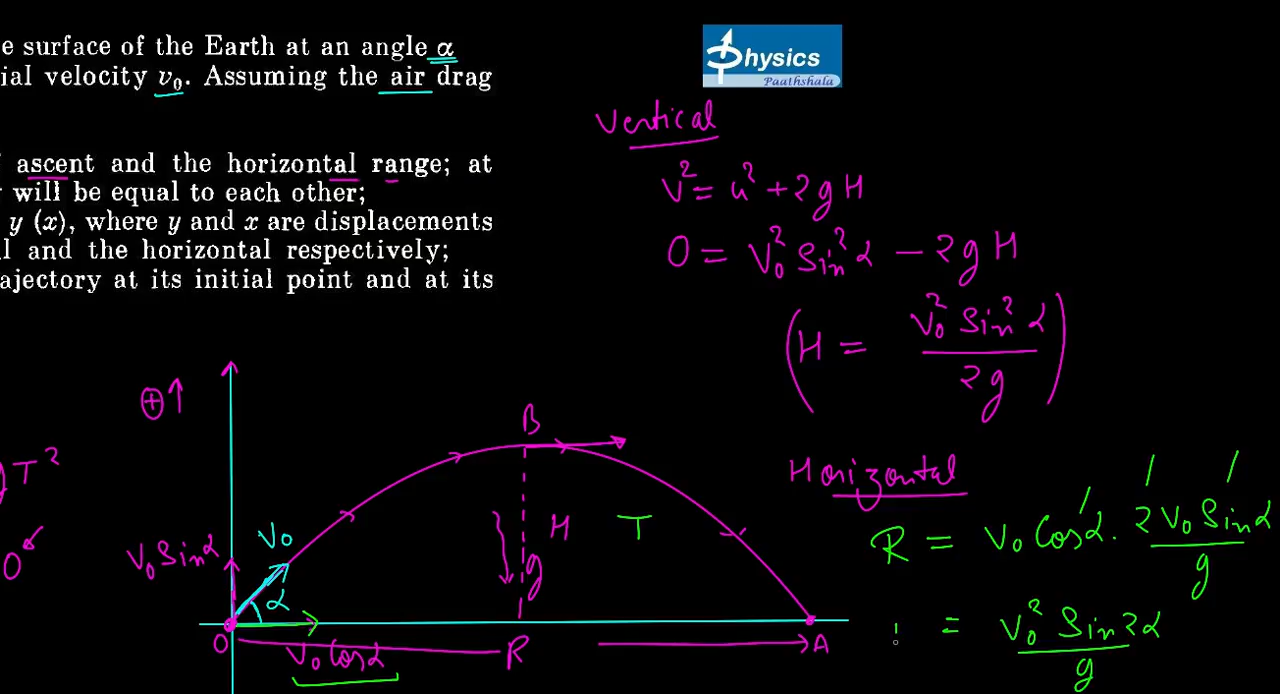 e surface of the Earth at an angle α
ial velocity v₀. Assuming the air drag
ascent and the horizontal range; at
will be equal to each other;
y (x), where y and x are displacements
l and the horizontal respectively;
ajectory at its initial point and at its
Physics
Paathshala
Vertical
V² = u² + 2gH
0 = V₀² Sin²α − 2gH
(H = V₀² Sin²α / 2g)
⊕↑
B
T²
0
V₀ Sinα
V₀
α
H
g
T
O
V₀ Cosα
R
A
Horizontal
R = V₀ Cosα · 2V₀ Sinα / g
= V₀² Sin2α / g